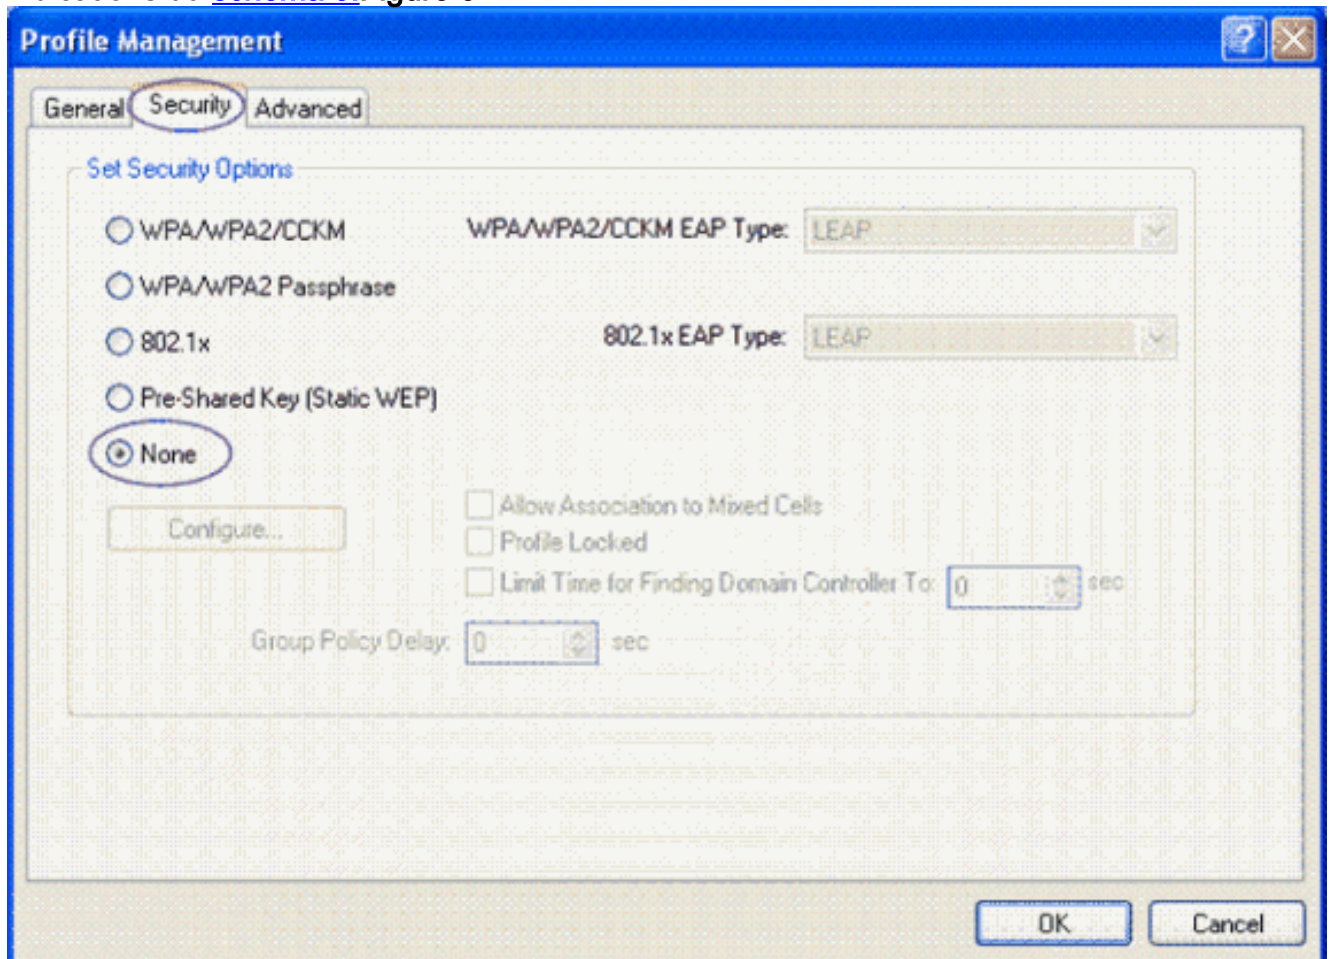 Profile Management
General Security Advanced
Set Security Options
WPA/WPA2/CCKM WPA/WPA2/CCKM EAP Type: LEAP
WPA/WPA2 Passphrase
802.1x 802.1x EAP Type: LEAP
Pre-Shared Key (Static WEP)
None
Configure... Allow Association to Mixed Cells
Profile Locked
Limit Time for Finding Domain Controller To: 0 sec
Group Policy Delay: 0 sec
OK Cancel